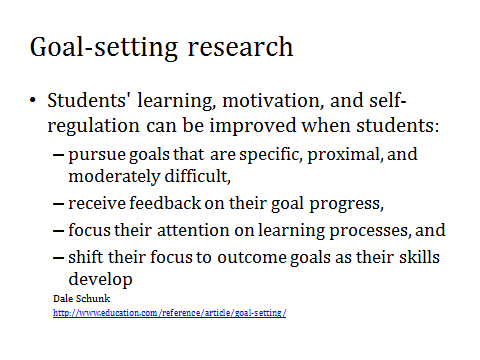 Goal-setting research
• Students' learning, motivation, and self-
regulation can be improved when students:
– pursue goals that are specific, proximal, and
moderately difficult,
– receive feedback on their goal progress,
– focus their attention on learning processes, and
– shift their focus to outcome goals as their skills
develop
Dale Schunk
http://www.education.com/reference/article/goal-setting/